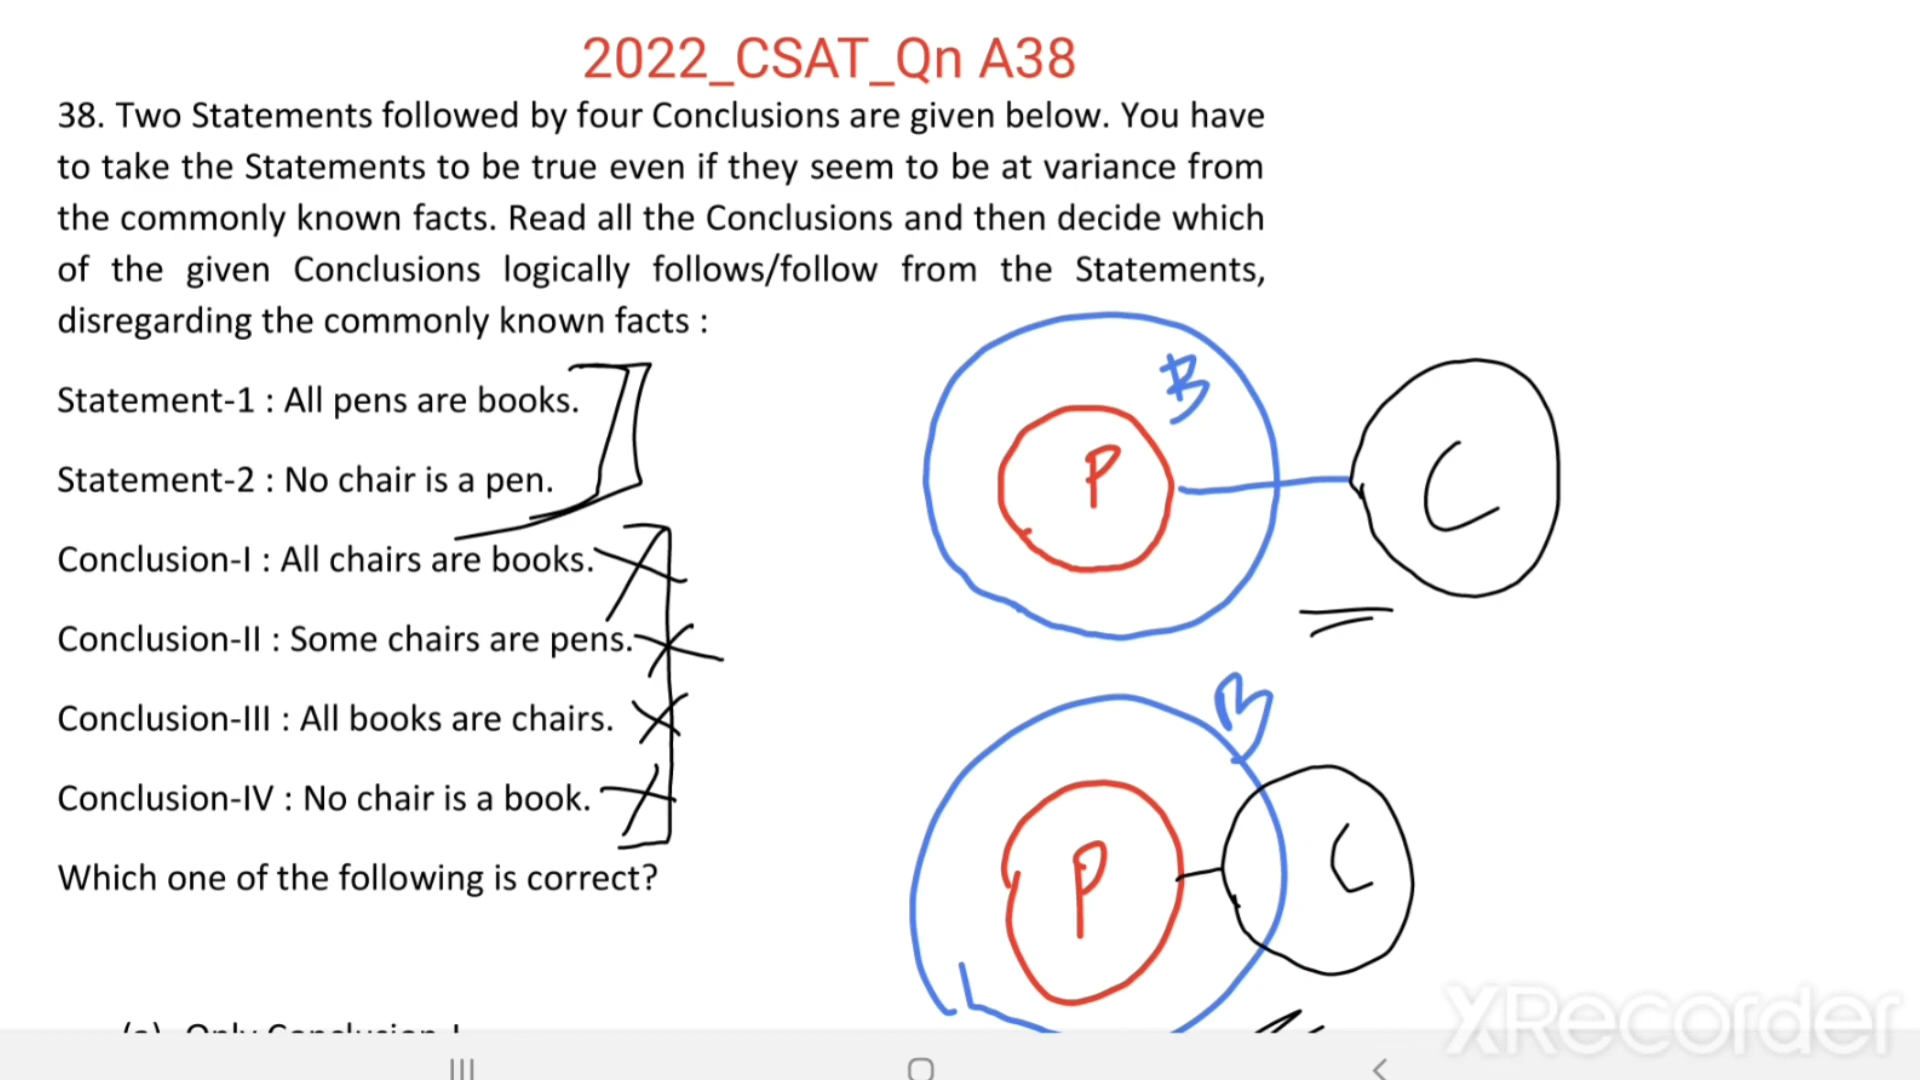 2022_CSAT_Qn A38
38. Two Statements followed by four Conclusions are given below. You have
to take the Statements to be true even if they seem to be at variance from
the commonly known facts. Read all the Conclusions and then decide which
of the given Conclusions logically follows/follow from the Statements,
disregarding the commonly known facts :
Statement-1 : All pens are books.
Statement-2 : No chair is a pen.
Conclusion-I : All chairs are books.
Conclusion-II : Some chairs are pens.
Conclusion-III : All books are chairs.
Conclusion-IV : No chair is a book.
Which one of the following is correct?
B
P
C
B
P
C
XRecorder